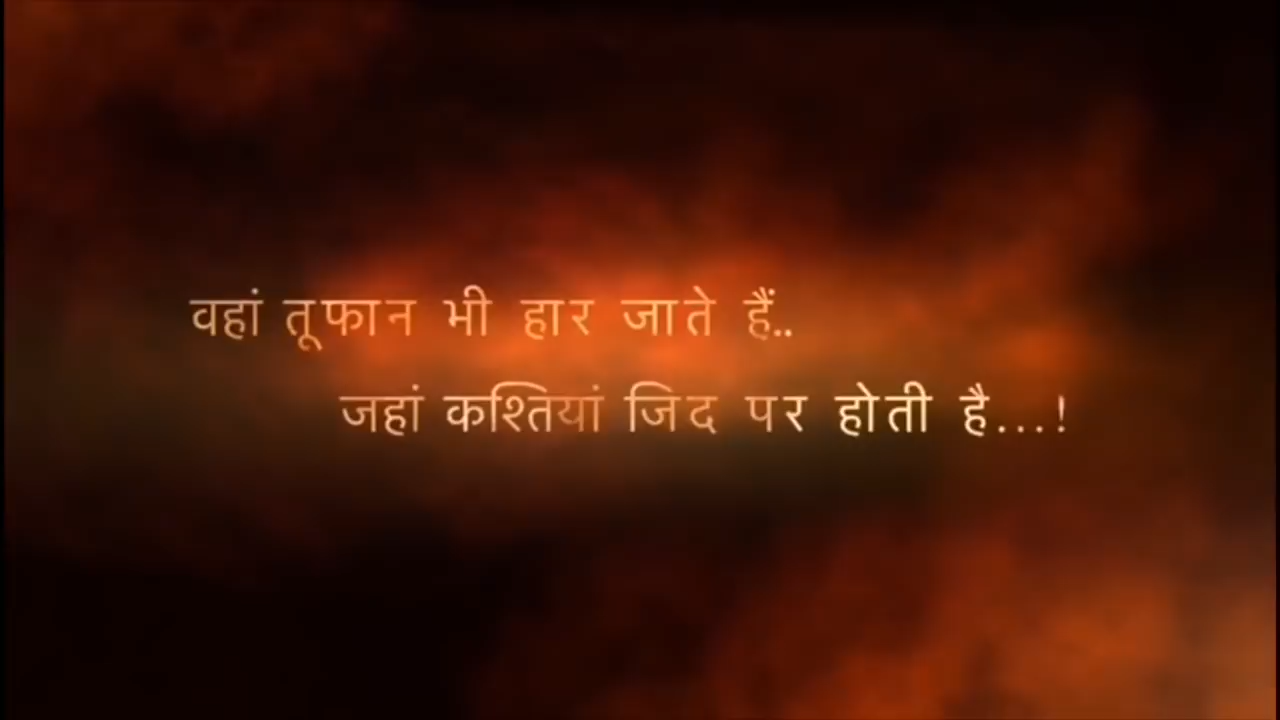 वहां तूफान भी हार जाते हैं..
जहां कश्तियां जिद पर होती है...!